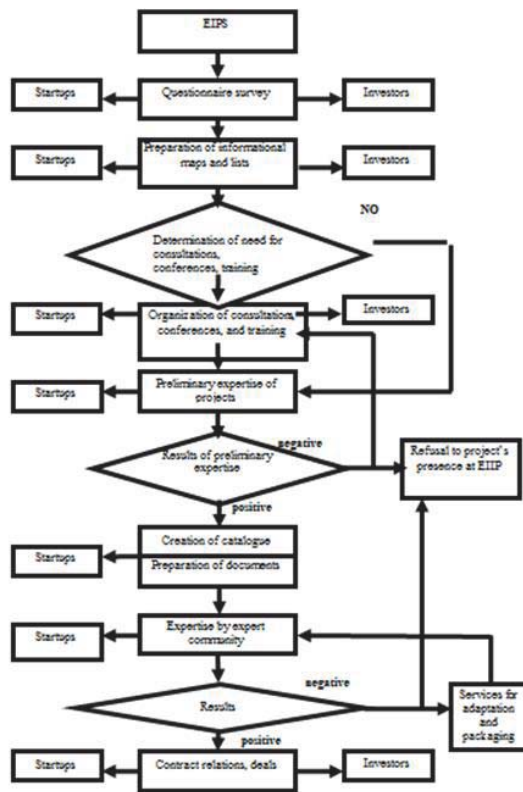 EIPS
Startups
Questionnaire survey
Investors
Startups
Preparation of informational
maps and lists
Investors
NO
Determination of need for
consultations,
conferences, training
Startups
Organization of consultations,
conferences, and training
Investors
Startups
Preliminary expertise of
projects
Results of preliminary
expertise
negative
Refusal to project's
presence at EIIP
positive
Creation of catalogue
Startups
Preparation of documents
Startups
Expertise by expert
community
negative
Results
Services for
adaptation
and
packaging
positive
Startups
Contract relations, deals
Investors